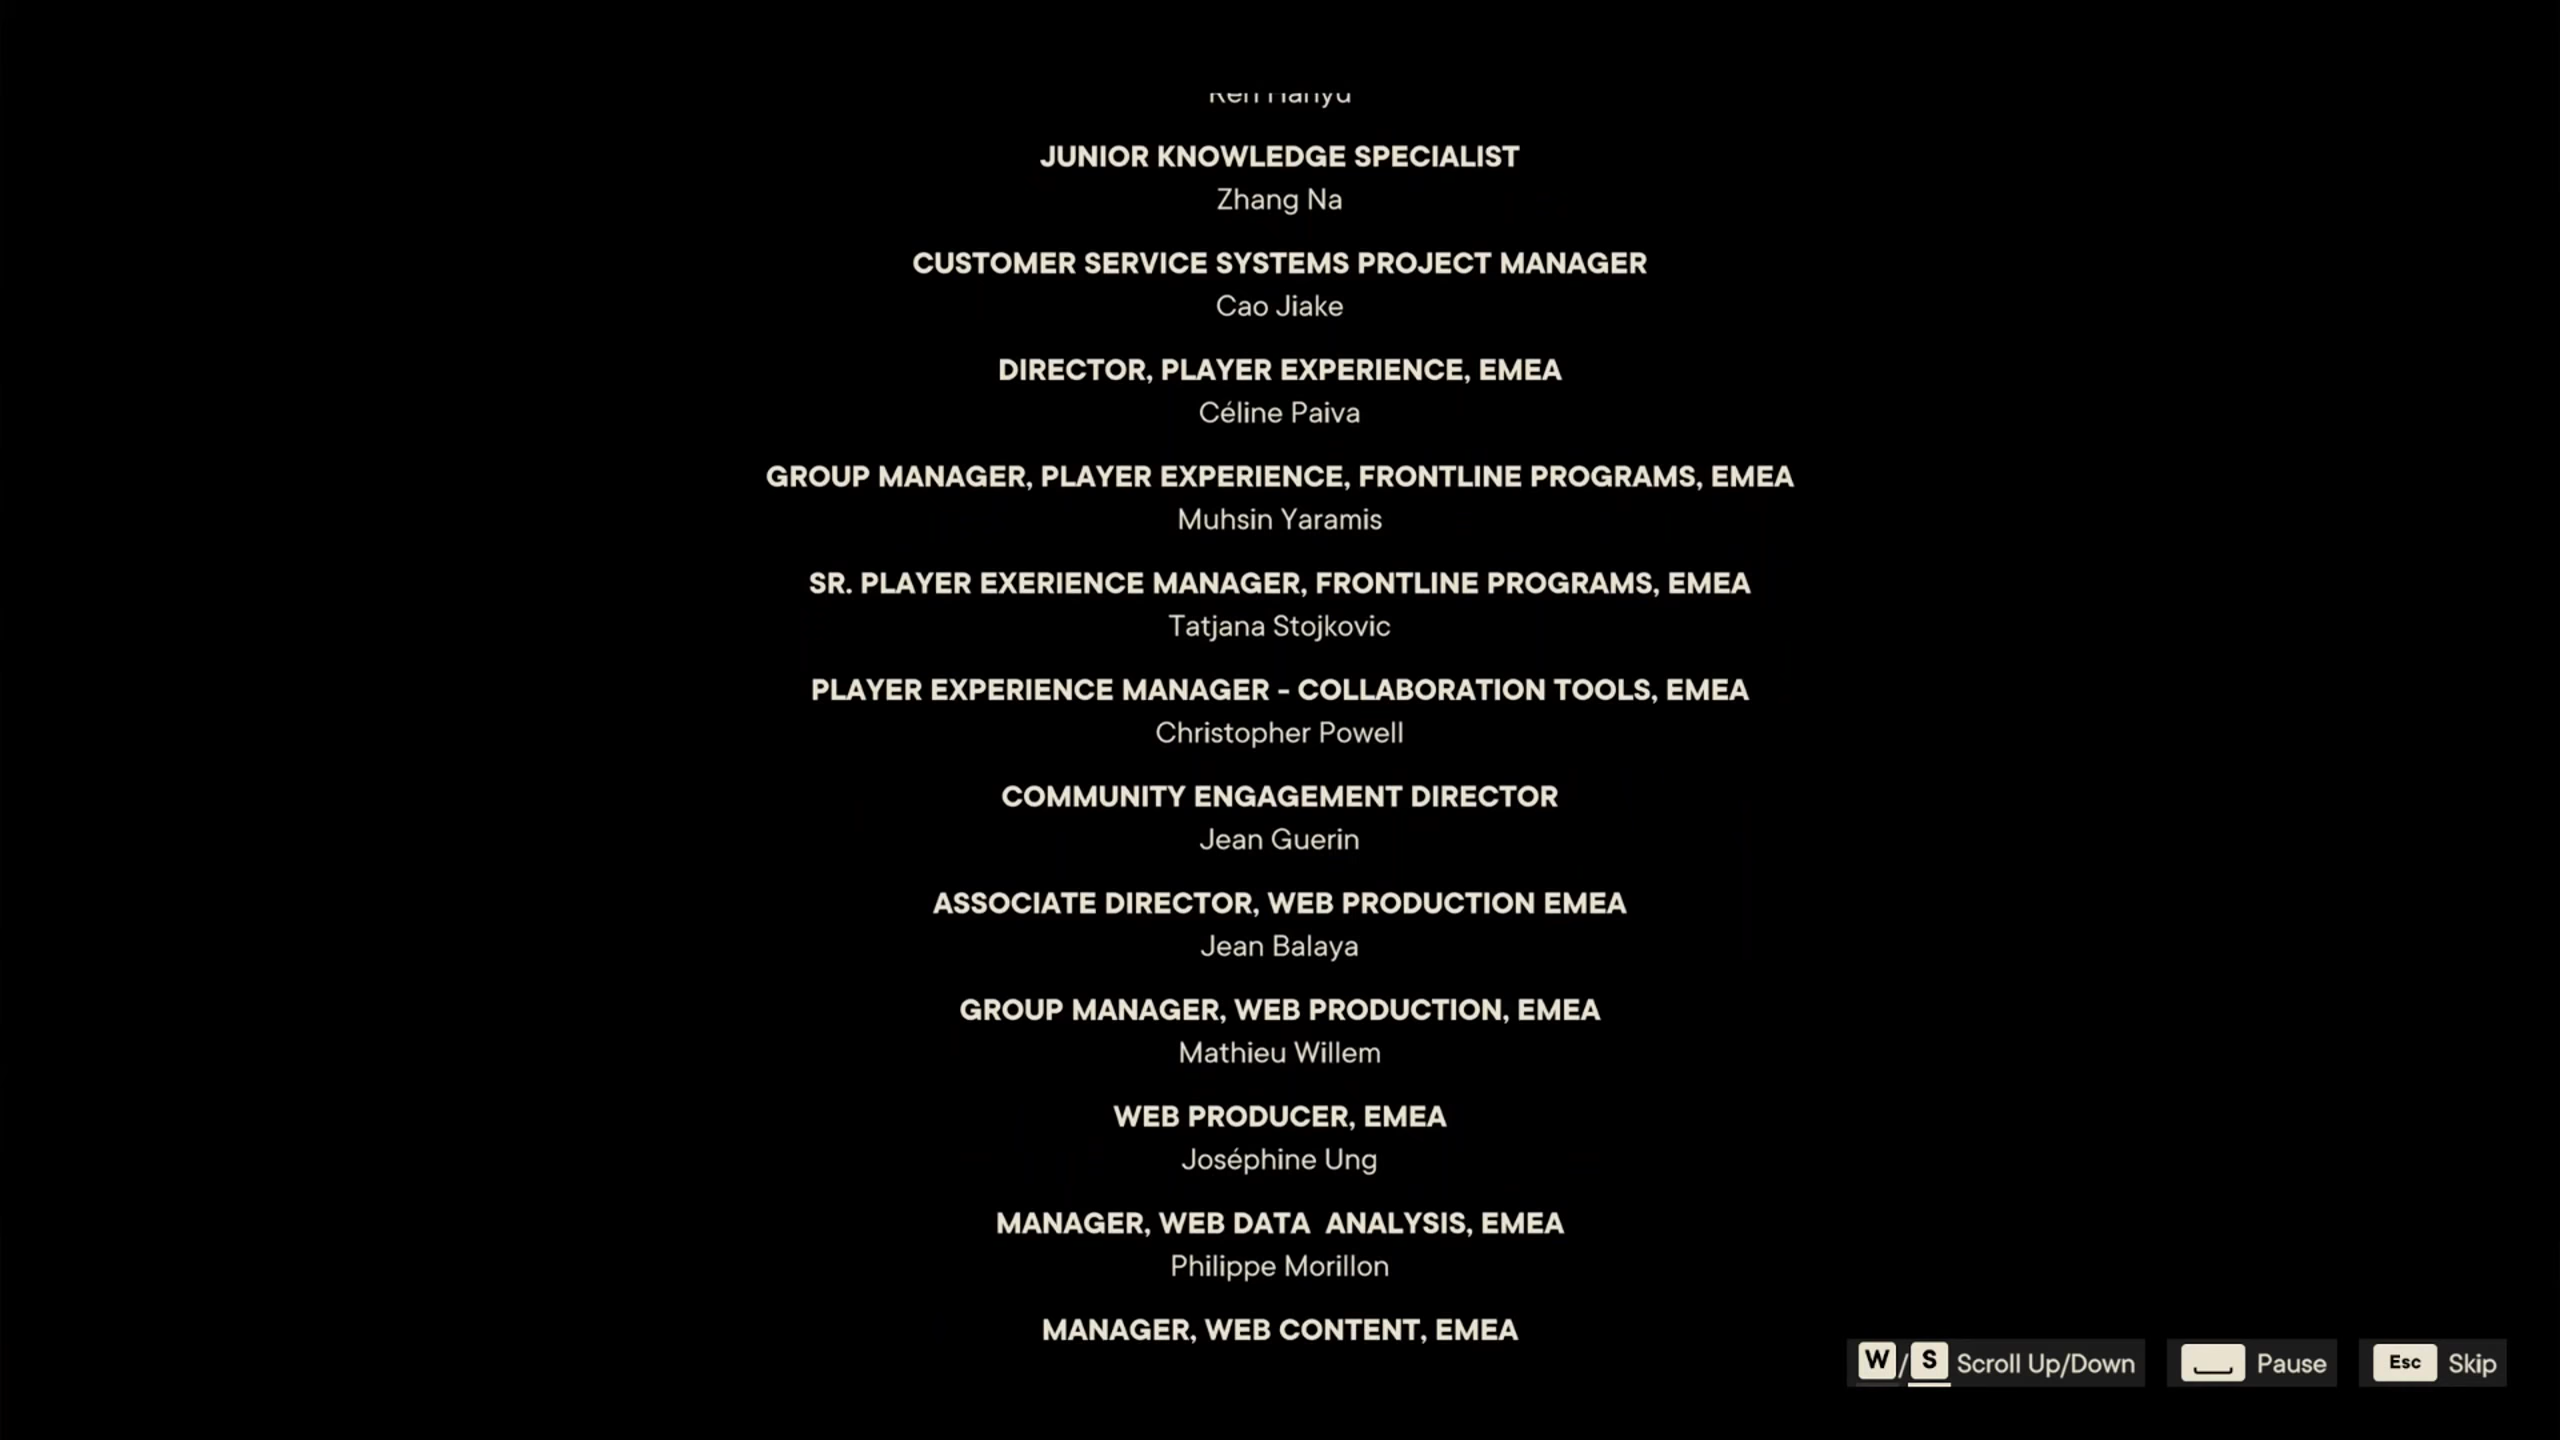 JUNIOR KNOWLEDGE SPECIALIST
Zhang Na
CUSTOMER SERVICE SYSTEMS PROJECT MANAGER
Cao Jiake
DIRECTOR, PLAYER EXPERIENCE, EMEA
Céline Paiva
GROUP MANAGER, PLAYER EXPERIENCE, FRONTLINE PROGRAMS, EMEA
Muhsin Yaramis
SR. PLAYER EXERIENCE MANAGER, FRONTLINE PROGRAMS, EMEA
Tatjana Stojkovic
PLAYER EXPERIENCE MANAGER - COLLABORATION TOOLS, EMEA
Christopher Powell
COMMUNITY ENGAGEMENT DIRECTOR
Jean Guerin
ASSOCIATE DIRECTOR, WEB PRODUCTION EMEA
Jean Balaya
GROUP MANAGER, WEB PRODUCTION, EMEA
Mathieu Willem
WEB PRODUCER, EMEA
Joséphine Ung
MANAGER, WEB DATA  ANALYSIS, EMEA
Philippe Morillon
MANAGER, WEB CONTENT, EMEA
W/S Scroll Up/Down Pause Esc Skip